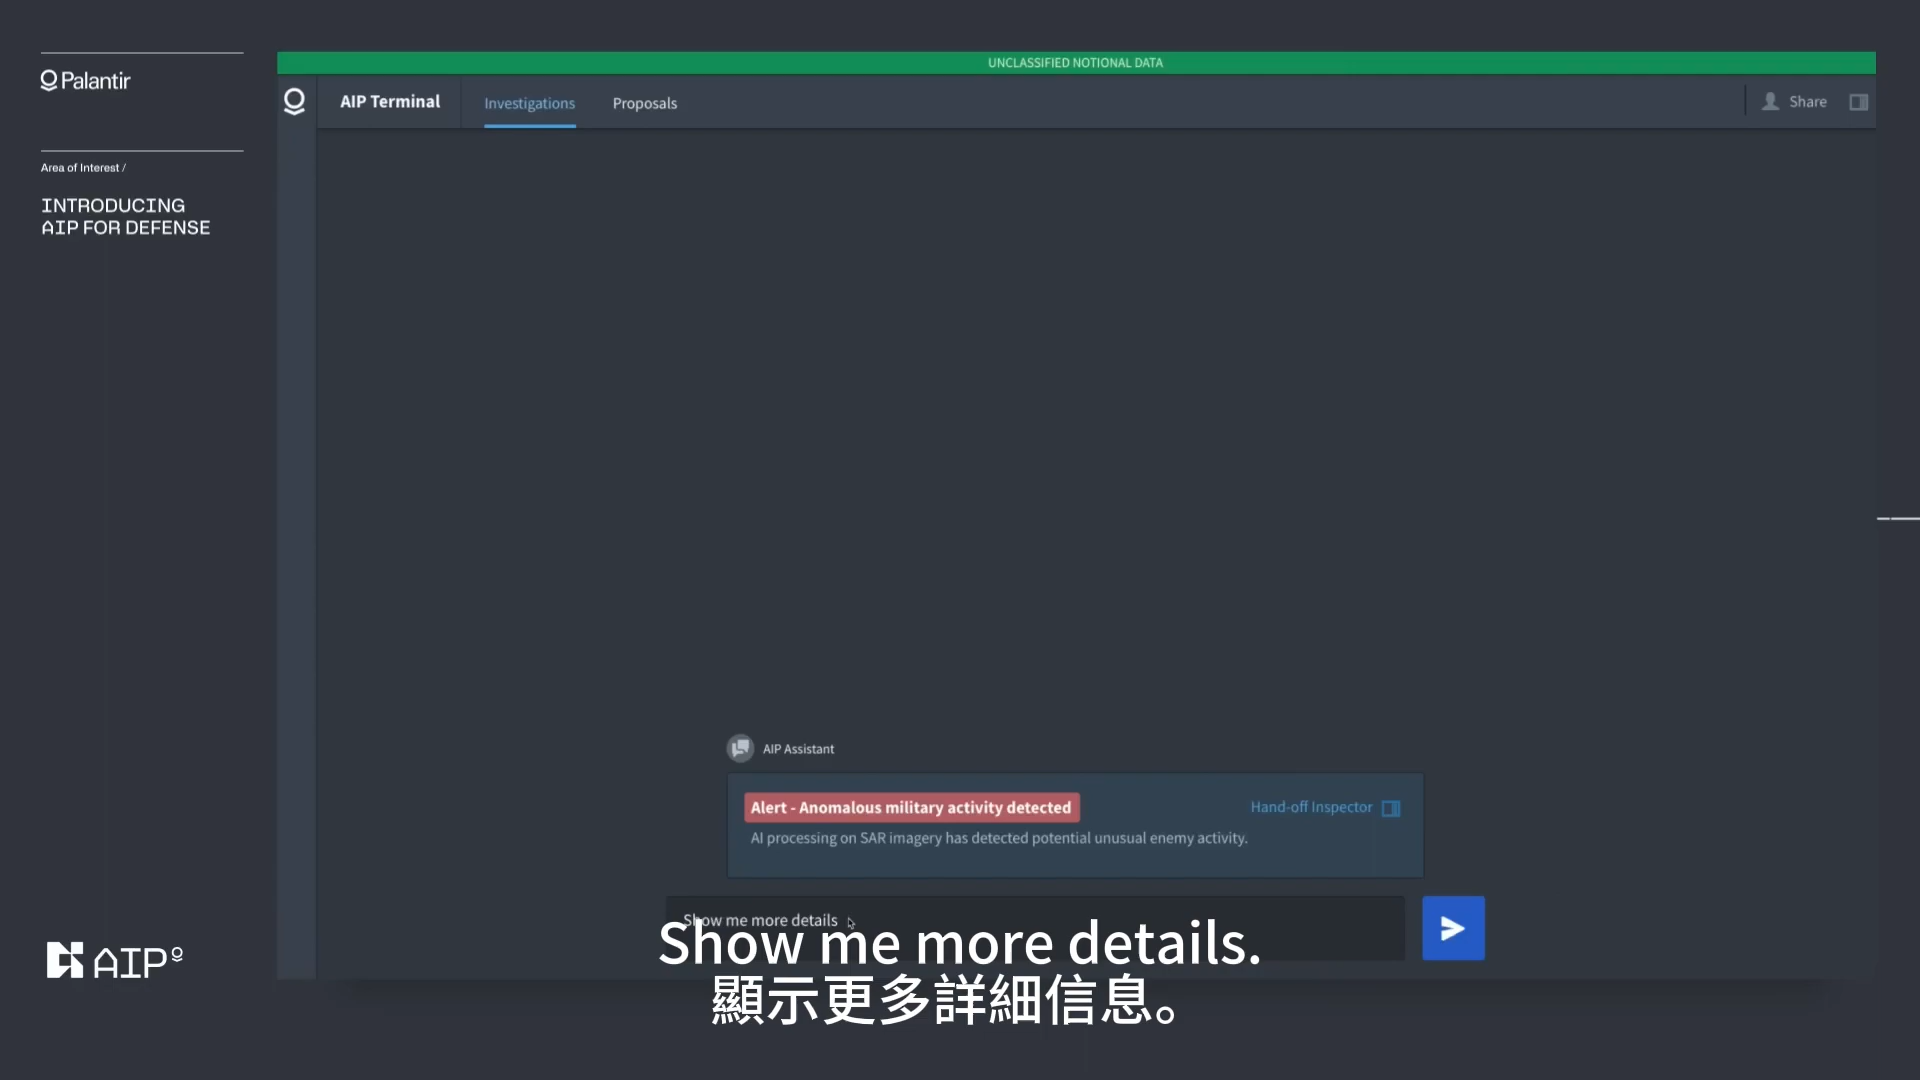 Palantir
Area of Interest /
INTRODUCING
AIP FOR DEFENSE
UNCLASSIFIED NOTIONAL DATA
AIP Terminal
Investigations
Proposals
Share
AIP Assistant
Alert - Anomalous military activity detected
Hand-off Inspector
AI processing on SAR imagery has detected potential unusual enemy activity.
Show me more details
Show me more details.
顯示更多詳細信息。
AIP